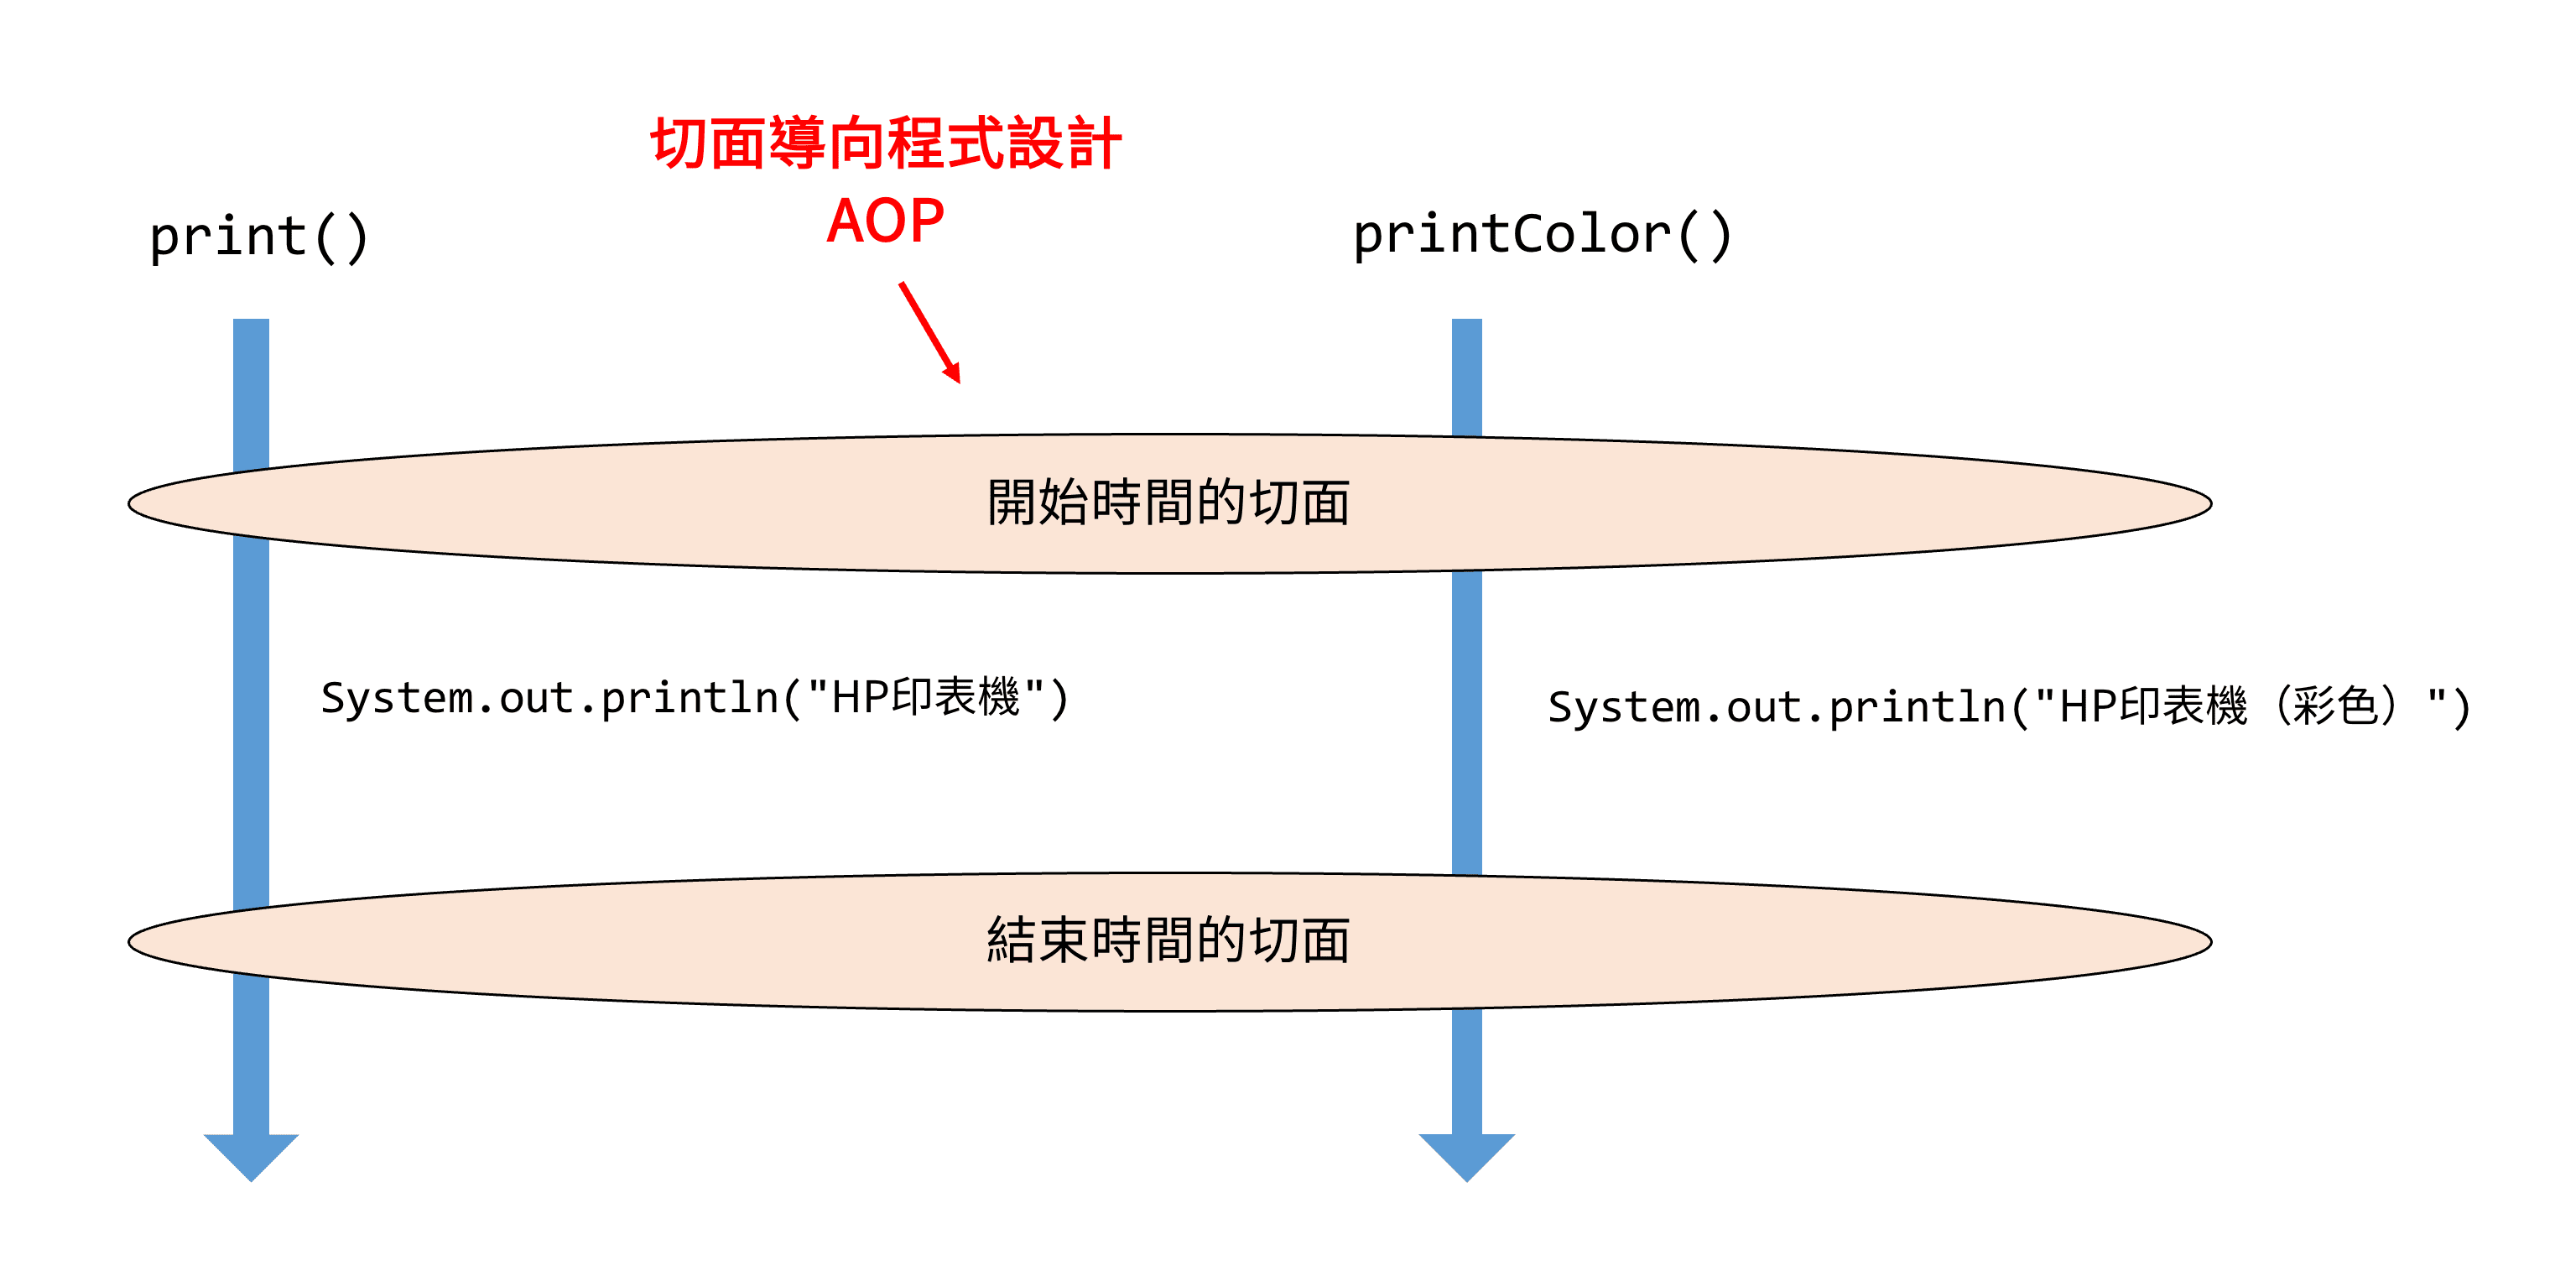 切面導向程式設計
AOP
print()
printColor()
開始時間的切面
System.out.println("HP印表機")
System.out.println("HP印表機（彩色）")
結束時間的切面